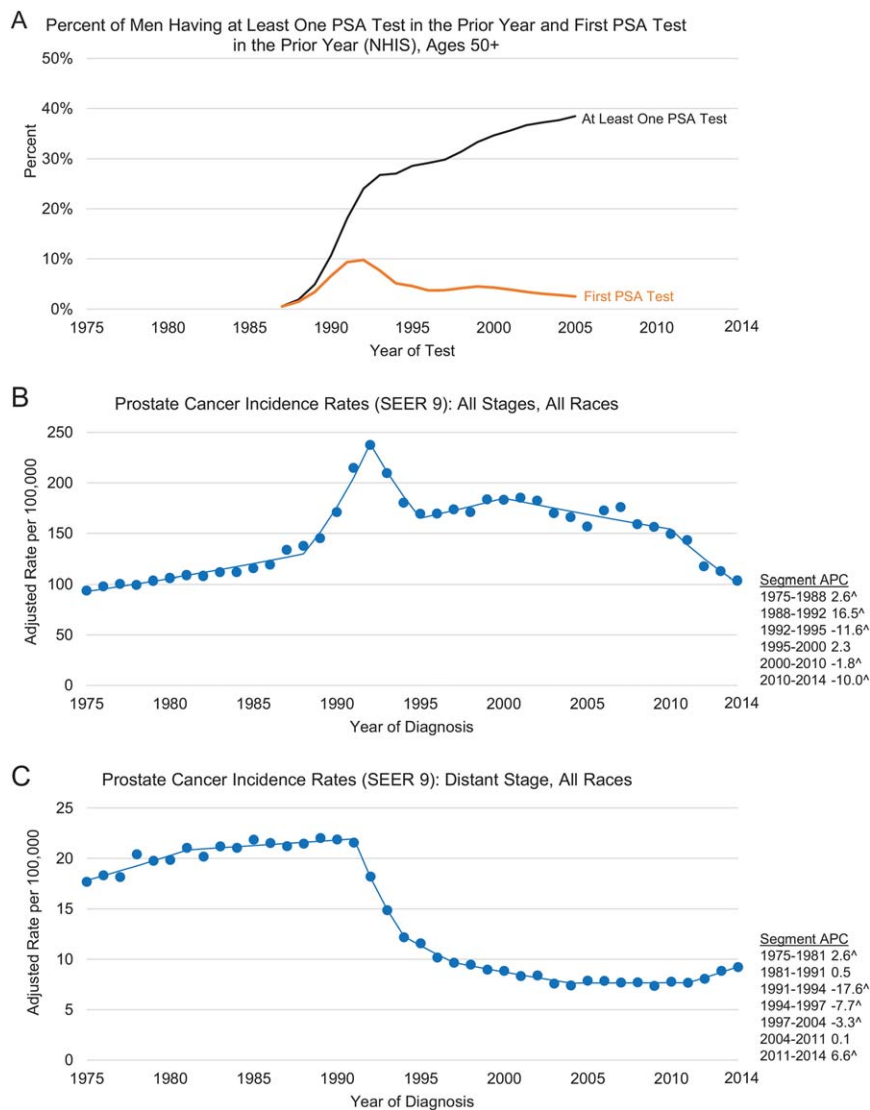 A
Percent of Men Having at Least One PSA Test in the Prior Year and First PSA Test
in the Prior Year (NHIS), Ages 50+
50%
40%
30%
20%
10%
0%
Percent
At Least One PSA Test
First PSA Test
1975 1980 1985 1990 1995 2000 2005 2010 2014
Year of Test
B
Prostate Cancer Incidence Rates (SEER 9): All Stages, All Races
250
200
150
100
50
0
Adjusted Rate per 100,000
1975 1980 1985 1990 1995 2000 2005 2010 2014
Year of Diagnosis
Segment APC
1975-1988 2.6^
1988-1992 16.5^
1992-1995 -11.6^
1995-2000 2.3
2000-2010 -1.8^
2010-2014 -10.0^
C
Prostate Cancer Incidence Rates (SEER 9): Distant Stage, All Races
25
20
15
10
5
0
Adjusted Rate per 100,000
1975 1980 1985 1990 1995 2000 2005 2010 2014
Year of Diagnosis
Segment APC
1975-1981 2.6^
1981-1991 0.5
1991-1994 -17.6^
1994-1997 -7.7^
1997-2004 -3.3^
2004-2011 0.1
2011-2014 6.6^